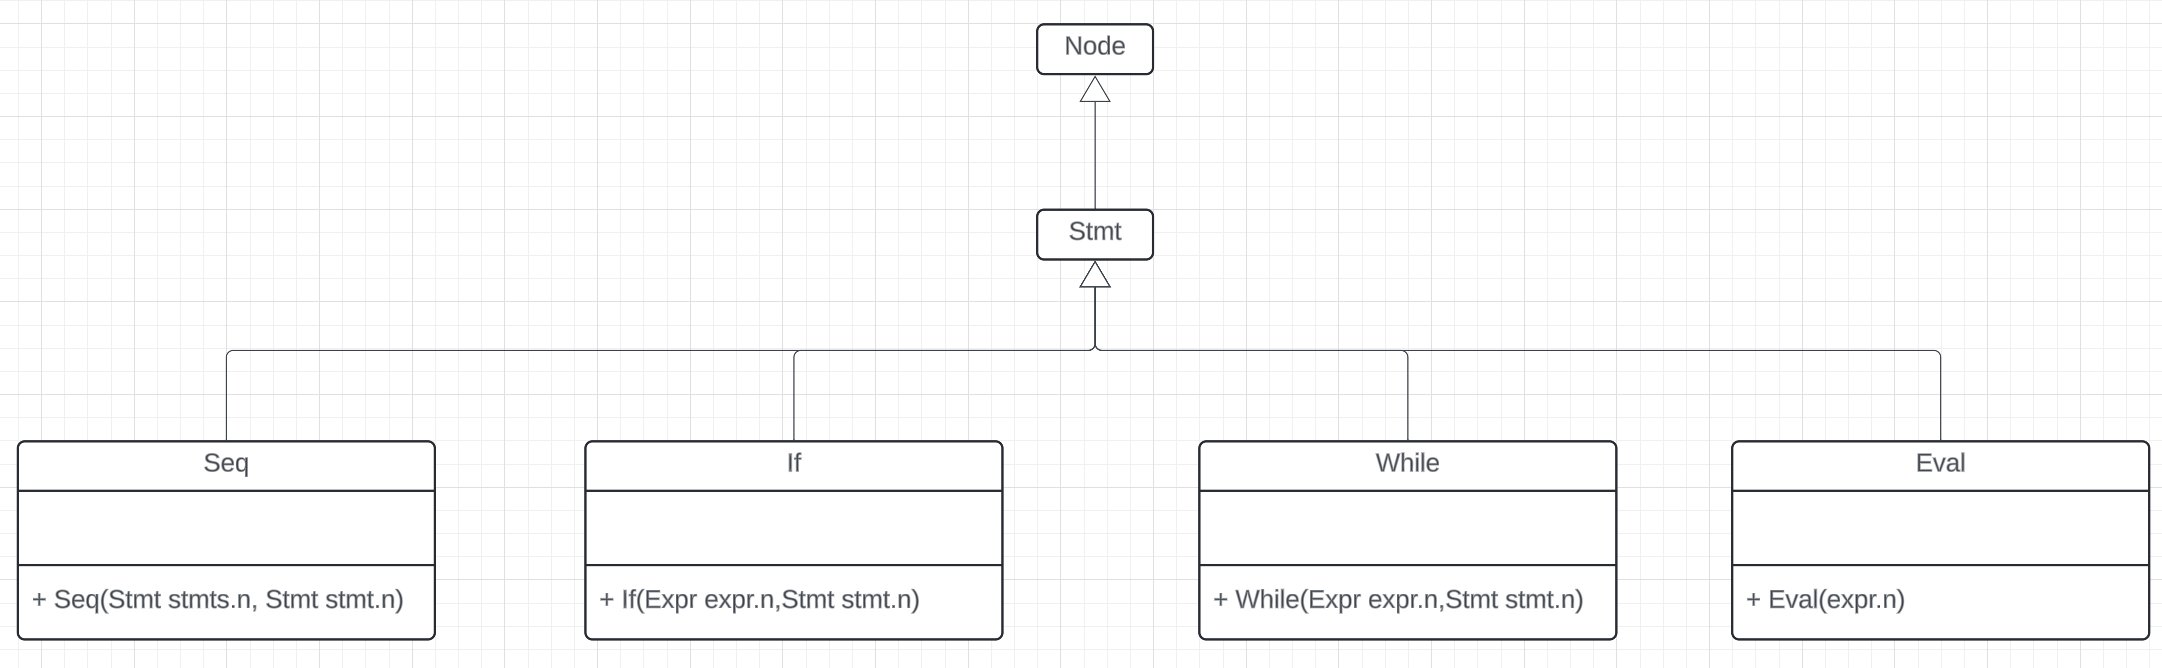 Node
Stmt
Seq
+ Seq(Stmt stmts.n, Stmt stmt.n)
If
+ If(Expr expr.n,Stmt stmt.n)
While
+ While(Expr expr.n,Stmt stmt.n)
Eval
+ Eval(expr.n)